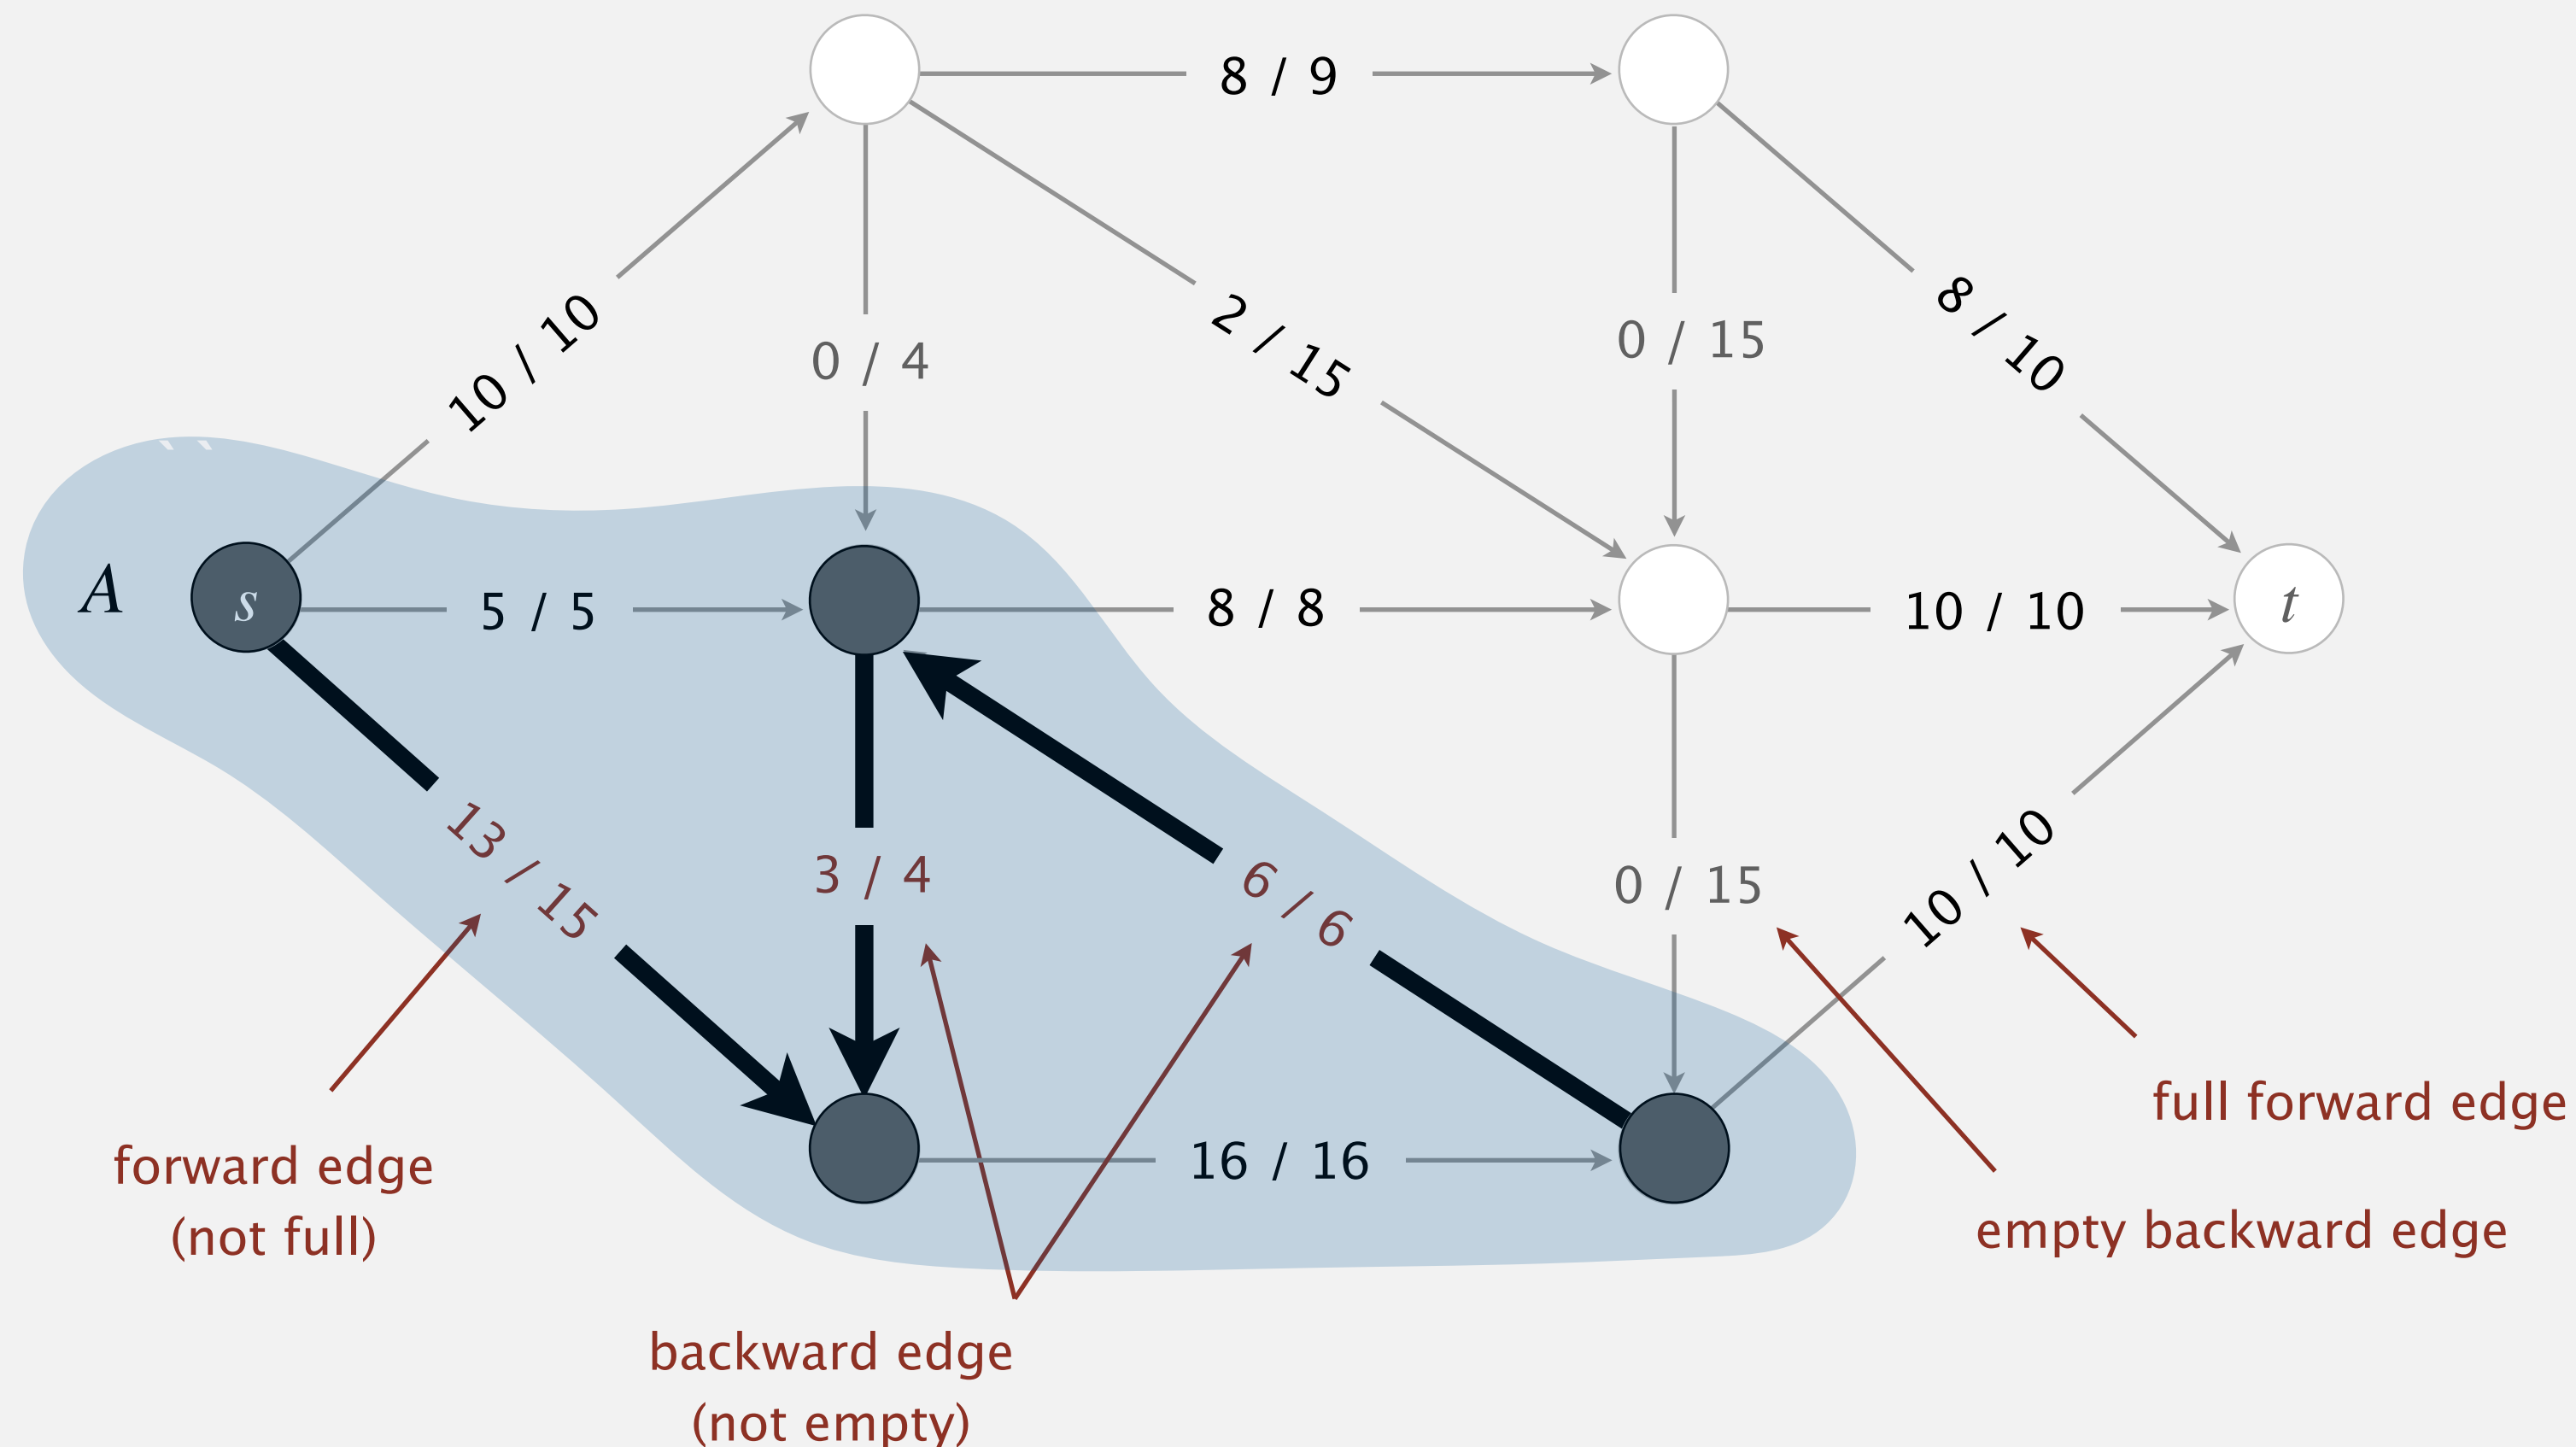 8 / 9
10 / 10
0 / 4
2 / 15
0 / 15
8 / 10
A
s
5 / 5
8 / 8
10 / 10
t
13 / 15
3 / 4
6 / 6
0 / 15
10 / 10
full forward edge
forward edge
(not full)
16 / 16
empty backward edge
backward edge
(not empty)